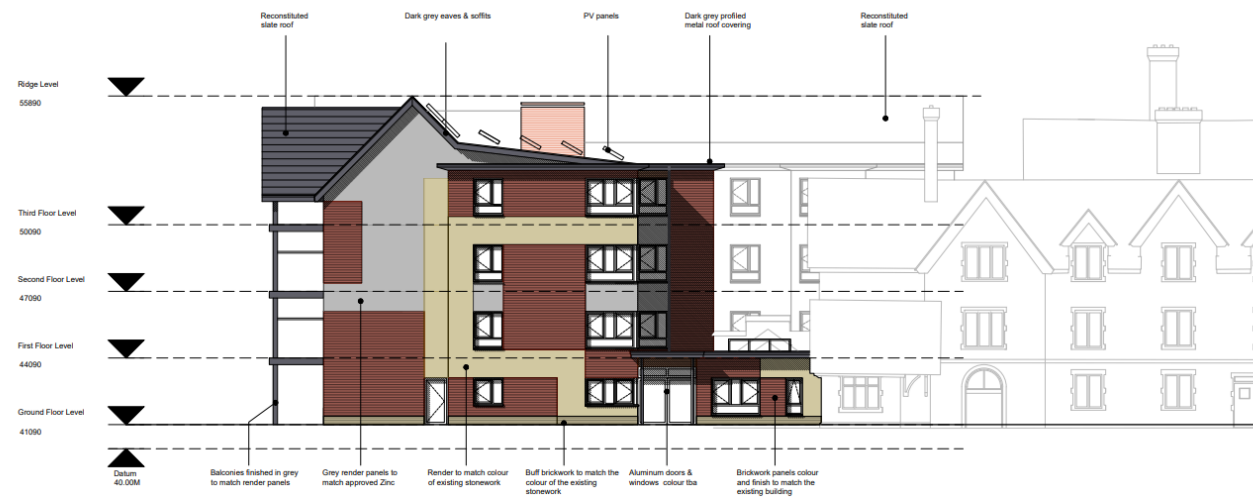 Reconstituted
slate roof
Dark grey eaves & soffits
PV panels
Dark grey profiled
metal roof covering
Reconstituted
slate roof
Ridge Level
55890
Third Floor Level
50090
Second Floor Level
47090
First Floor Level
44090
Ground Floor Level
41090
Datum
40.00M
Balconies finished in grey
to match render panels
Grey render panels to
match approved Zinc
Render to match colour
of existing stonework
Buff brickwork to match the
colour of the existing
stonework
Aluminum doors &
windows colour tba
Brickwork panels colour
and finish to match the
existing building